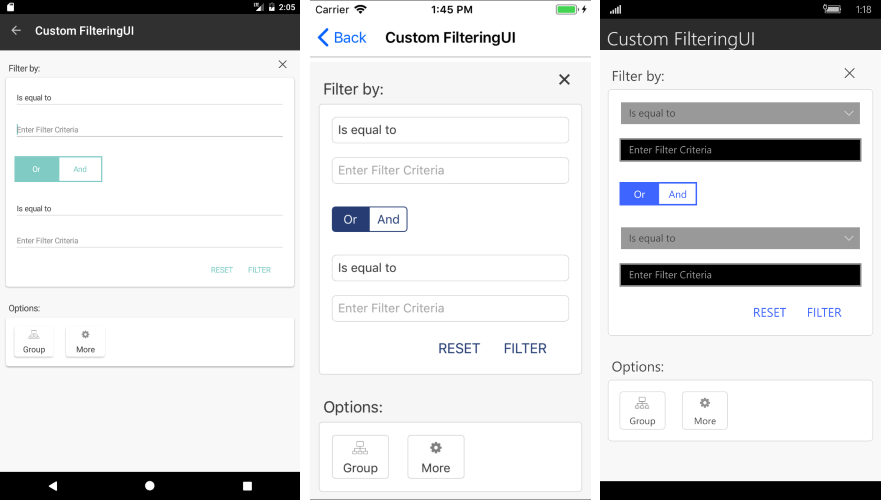 2:05
Custom FilteringUI
Filter by:
Is equal to
Enter Filter Criteria
Or And
Is equal to
Enter Filter Criteria
RESET FILTER
Options:
Group More
Carrier 1:45 PM
Back Custom FilteringUI
Filter by:
Is equal to
Enter Filter Criteria
Or And
Is equal to
Enter Filter Criteria
RESET FILTER
Options:
Group More
1:18
Custom FilteringUI
Filter by:
Is equal to
Enter Filter Criteria
Or And
Is equal to
Enter Filter Criteria
RESET FILTER
Options:
Group More